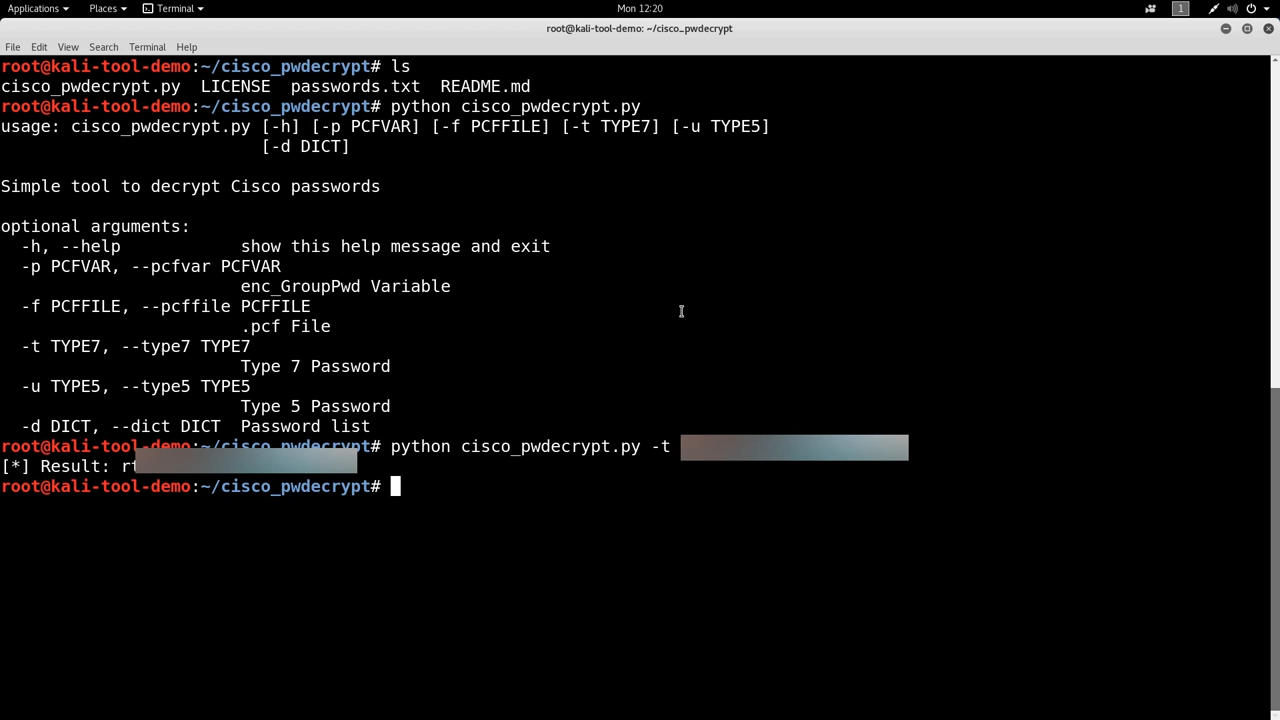 Applications Places Terminal Mon 12:20 1
root@kali-tool-demo: ~/cisco_pwdecrypt
File Edit View Search Terminal Help
root@kali-tool-demo:~/cisco_pwdecrypt# ls
cisco_pwdecrypt.py LICENSE passwords.txt README.md
root@kali-tool-demo:~/cisco_pwdecrypt# python cisco_pwdecrypt.py
usage: cisco_pwdecrypt.py [-h] [-p PCFVAR] [-f PCFFILE] [-t TYPE7] [-u TYPE5]
[-d DICT]
Simple tool to decrypt Cisco passwords
optional arguments:
-h, --help show this help message and exit
-p PCFVAR, --pcfvar PCFVAR
enc_GroupPwd Variable
-f PCFFILE, --pcffile PCFFILE
.pcf File
-t TYPE7, --type7 TYPE7
Type 7 Password
-u TYPE5, --type5 TYPE5
Type 5 Password
-d DICT, --dict DICT Password list
root@kali-tool-demo:~/cisco_pwdecrypt# python cisco_pwdecrypt.py -t
[*] Result:
root@kali-tool-demo:~/cisco_pwdecrypt#